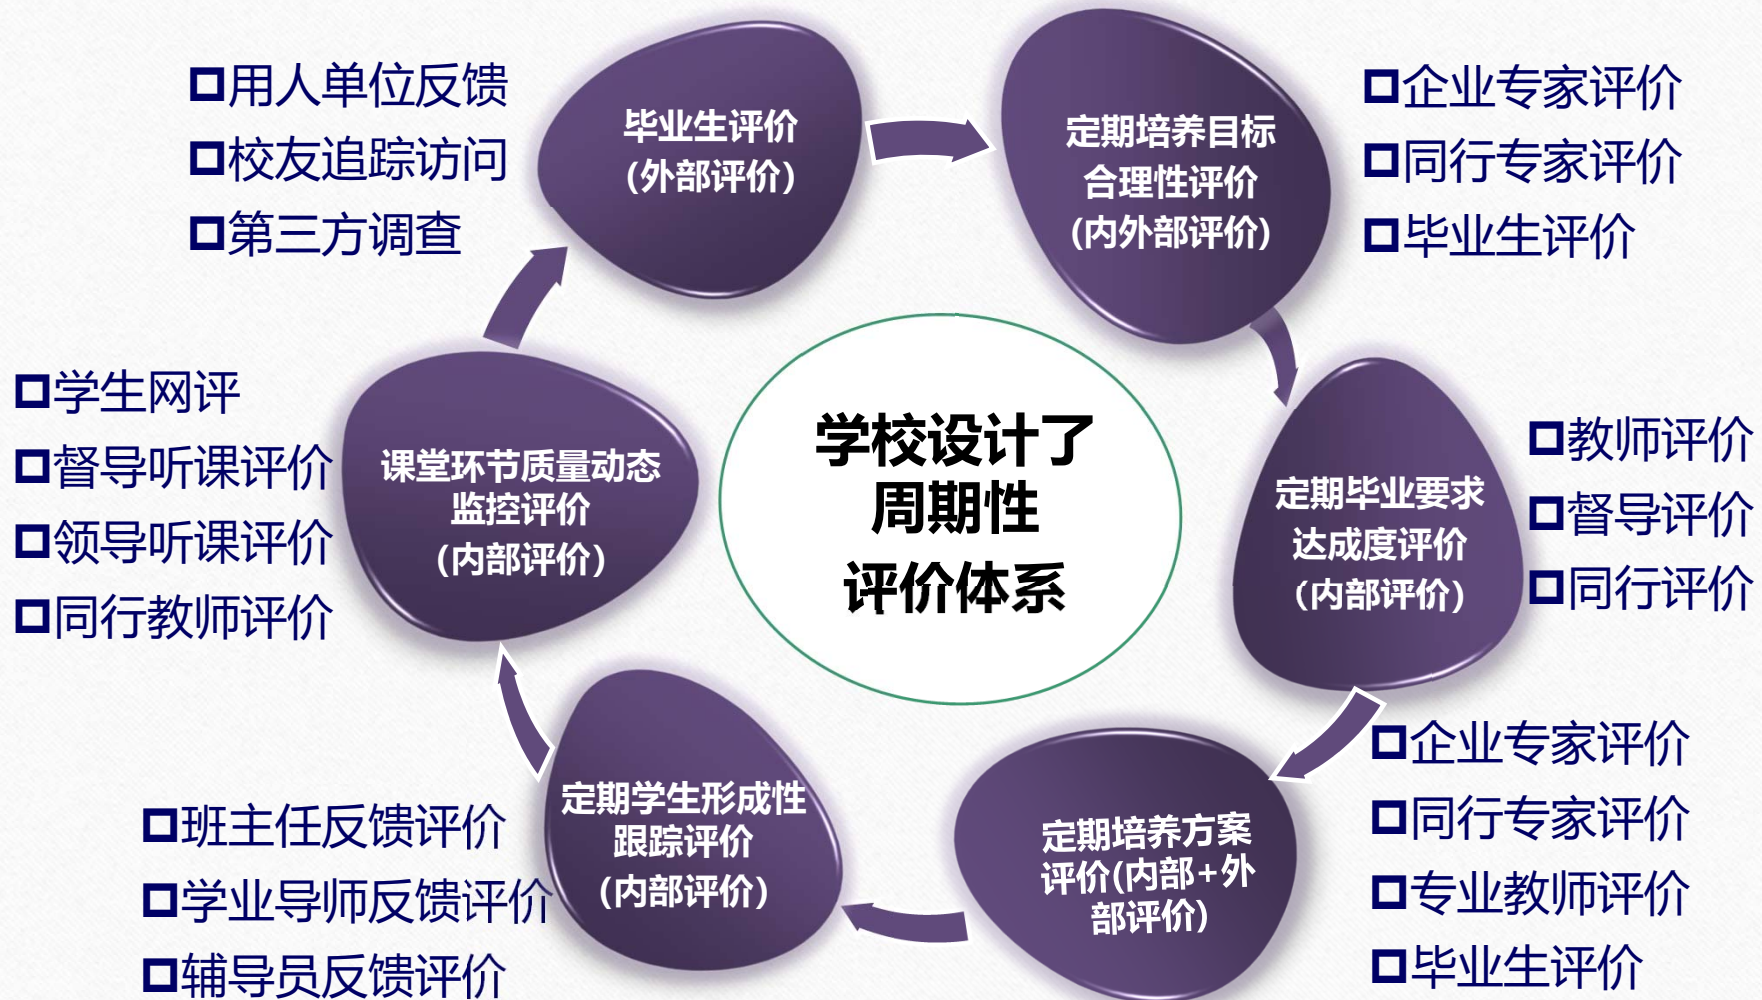 学校设计了
周期性
评价体系
毕业生评价
(外部评价)
用人单位反馈
校友追踪访问
第三方调查
定期培养目标
合理性评价
(内外部评价)
企业专家评价
同行专家评价
毕业生评价
定期毕业要求
达成度评价
(内部评价)
教师评价
督导评价
同行评价
定期培养方案
评价(内部+外
部评价)
企业专家评价
同行专家评价
专业教师评价
毕业生评价
定期学生形成性
跟踪评价
(内部评价)
班主任反馈评价
学业导师反馈评价
辅导员反馈评价
课堂环节质量动态
监控评价
(内部评价)
学生网评
督导听课评价
领导听课评价
同行教师评价